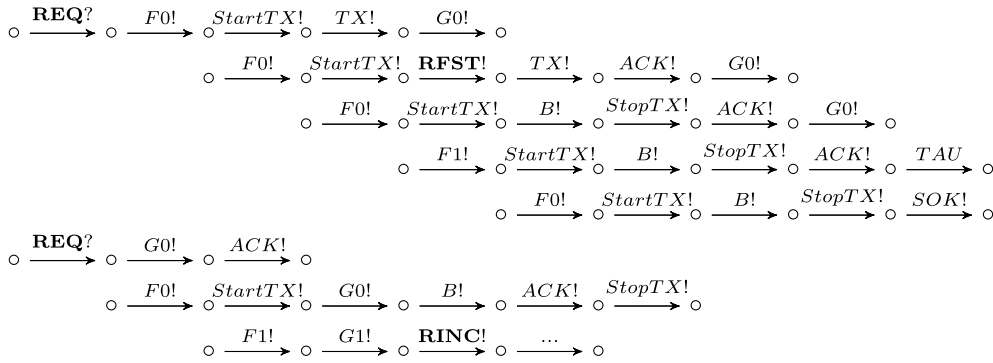 REQ? F0! StartTX! TX! G0!
F0! StartTX! RFST! TX! ACK! G0!
F0! StartTX! B! StopTX! ACK! G0!
F1! StartTX! B! StopTX! ACK! TAU
F0! StartTX! B! StopTX! SOK!
REQ? G0! ACK!
F0! StartTX! G0! B! ACK! StopTX!
F1! G1! RINC! ...